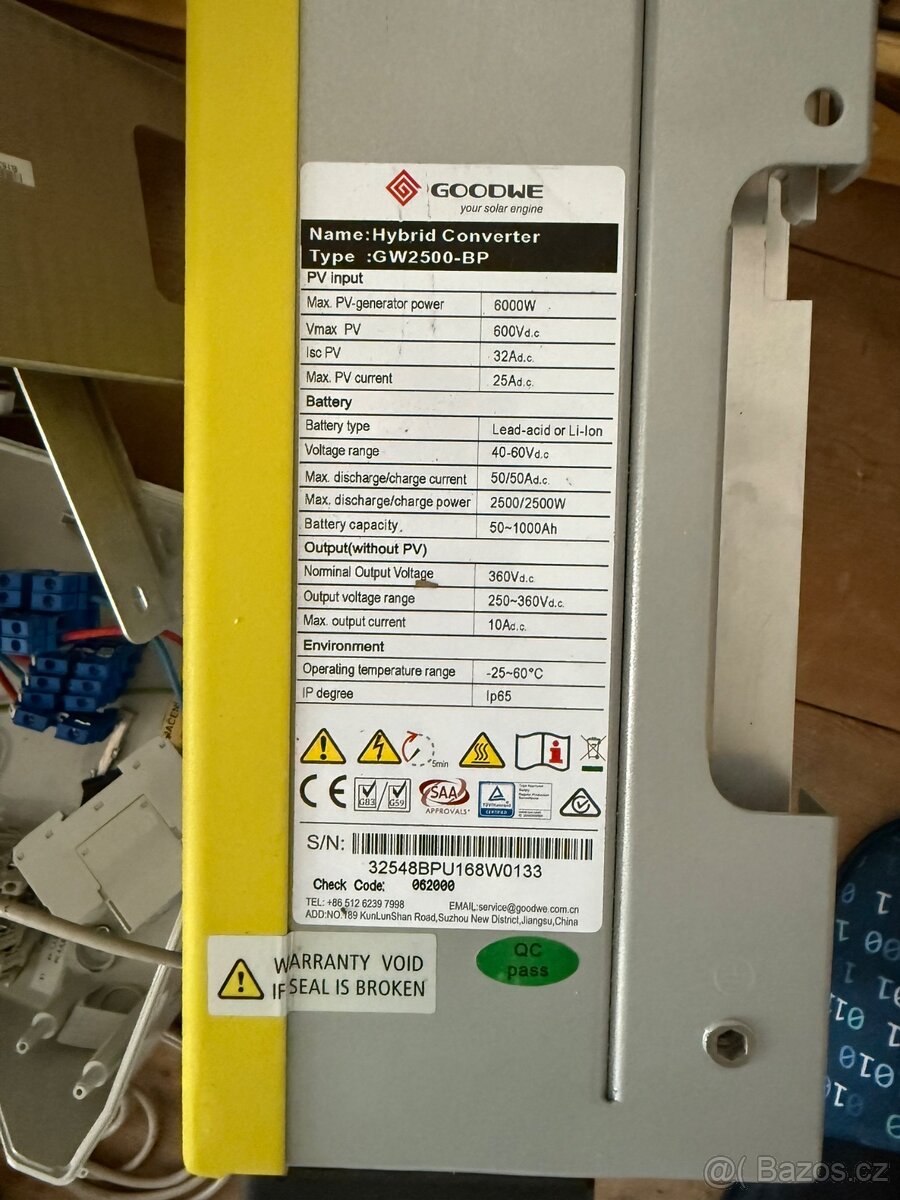 GOODWE
your solar engine
Name:Hybrid Converter
Type :GW2500-BP
PV input
Max. PV-generator power 6000W
Vmax PV 600Vd.c.
Isc PV 32Ad.c.
Max. PV current 25Ad.c.
Battery
Battery type Lead-acid or Li-Ion
Voltage range 40-60Vd.c
Max. discharge/charge current 50/50Ad.c.
Max. discharge/charge power 2500/2500W
Battery capacity. 50~1000Ah
Output(without PV)
Norminal Output Voltage 360Vd.c
Output voltage range 250~360Vd.c.
Max. output current 10Ad.c.
Environment
Operating temperature range -25~60°C
IP degree Ip65
5min
CE G83 G59 SAA APPROVALS TÜVRheinland CERTIFIED
S/N:
32548BPU168W0133
Check Code: 062000
TEL: +86 512 6239 7998 EMAIL:service@goodwe.com.cn
ADD:NO.189 KunLunShan Road,Suzhou New District,Jiangsu,China
WARRANTY VOID
IF SEAL IS BROKEN
QC
pass
@( Bazos.cz